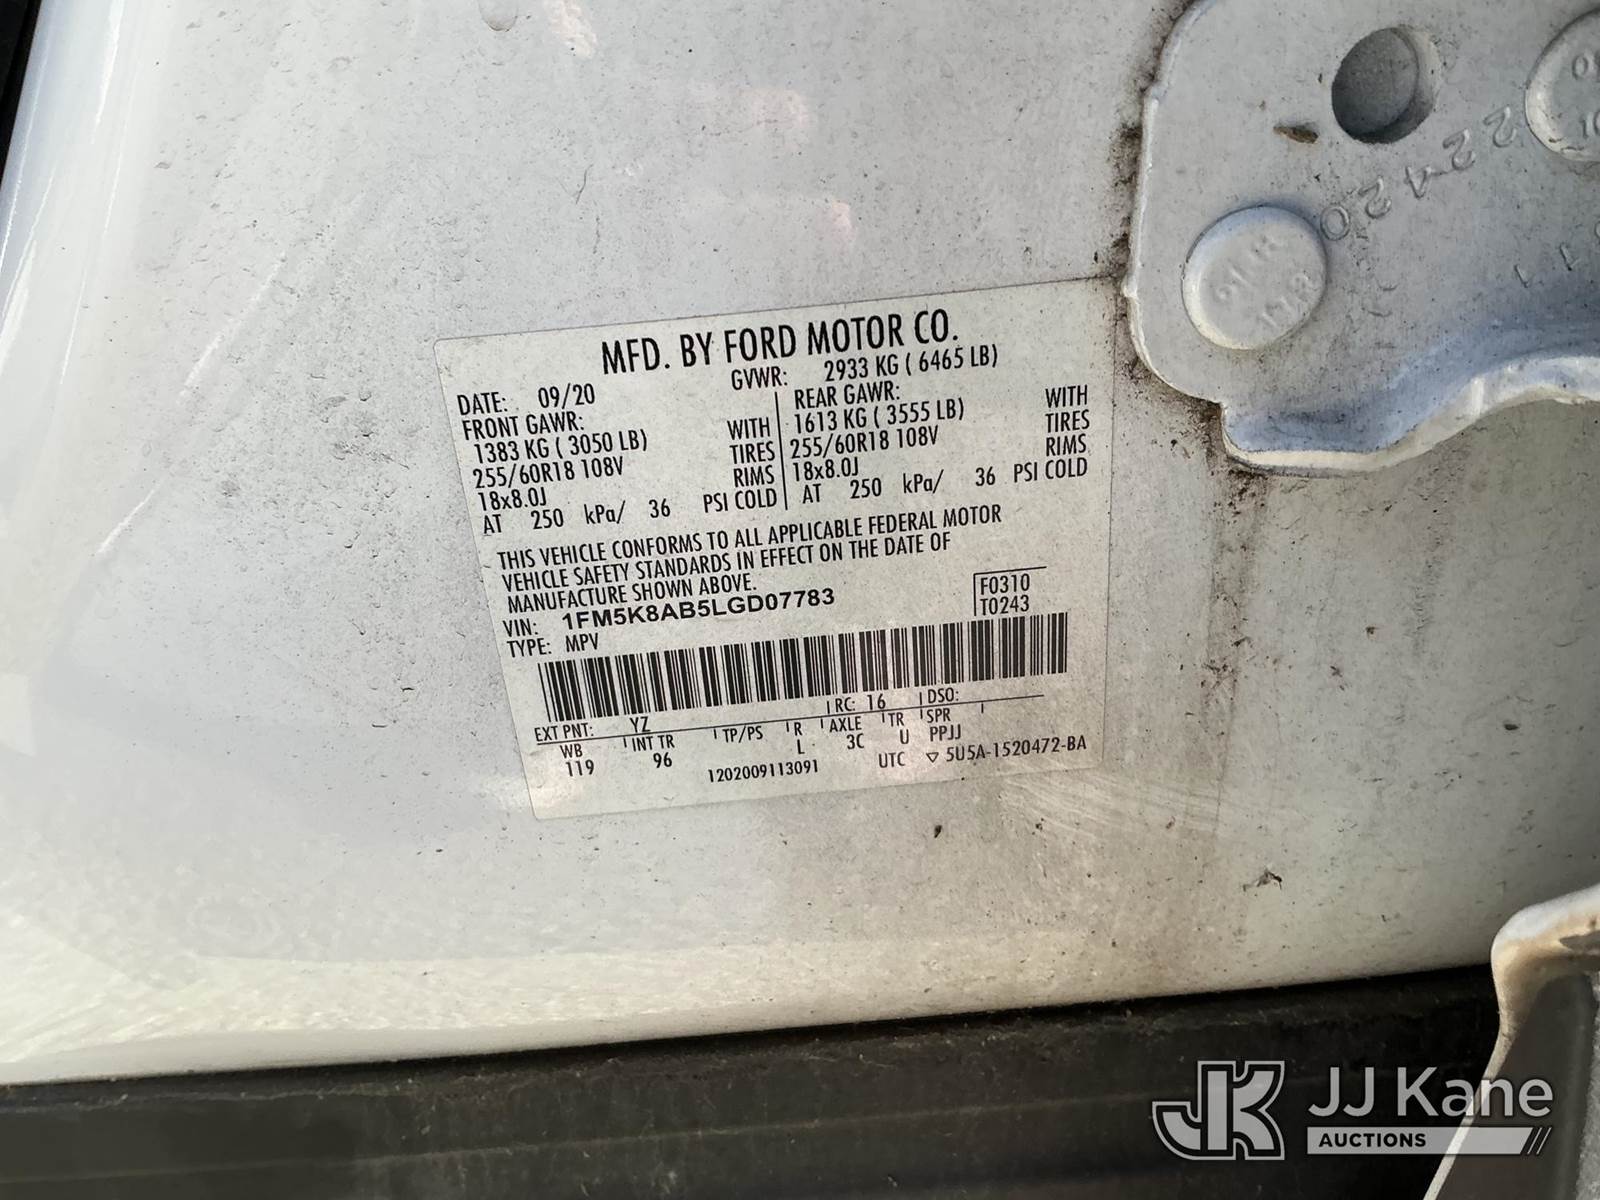 MFD. BY FORD MOTOR CO.
DATE: 09/20 GVWR: 2933 KG ( 6465 LB)
FRONT GAWR: REAR GAWR:
1383 KG ( 3050 LB) WITH 1613 KG ( 3555 LB) WITH
255/60R18 108V TIRES 255/60R18 108V TIRES
18x8.0J RIMS 18x8.0J RIMS
AT 250 kPa/ 36 PSI COLD AT 250 kPa/ 36 PSI COLD
THIS VEHICLE CONFORMS TO ALL APPLICABLE FEDERAL MOTOR
VEHICLE SAFETY STANDARDS IN EFFECT ON THE DATE OF
MANUFACTURE SHOWN ABOVE.
VIN: 1FM5K8AB5LGD07783 F0310
TYPE: MPV T0243
EXT PNT: YZ RC: 16 DSO:
WB INT TR TP/PS R AXLE TR SPR
119 96 L 3C U PPJJ
1202009113091 UTC ▽ 5U5A-1520472-BA
22420
JJ Kane
AUCTIONS